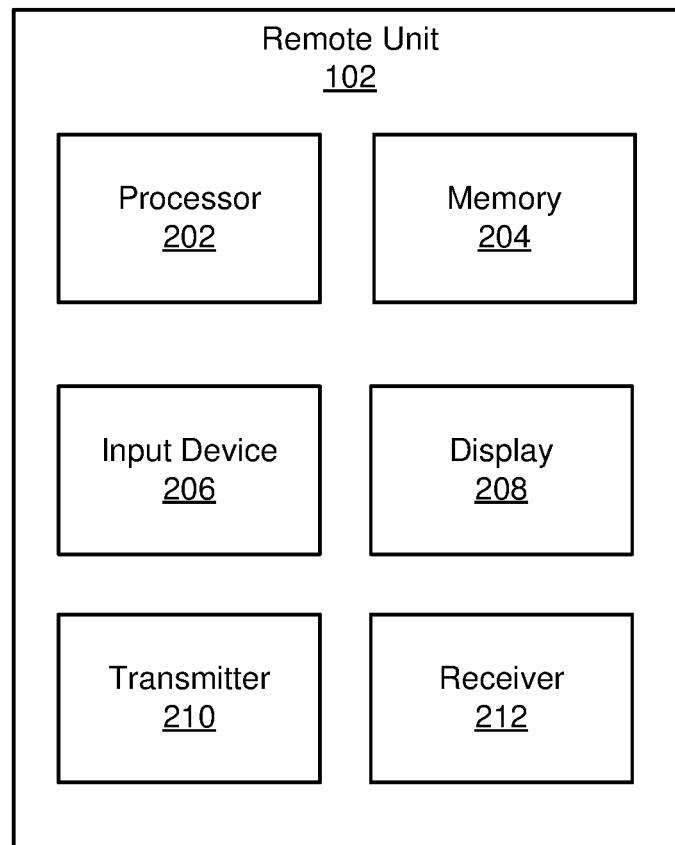 Remote Unit
102
Processor
202
Memory
204
Input Device
206
Display
208
Transmitter
210
Receiver
212